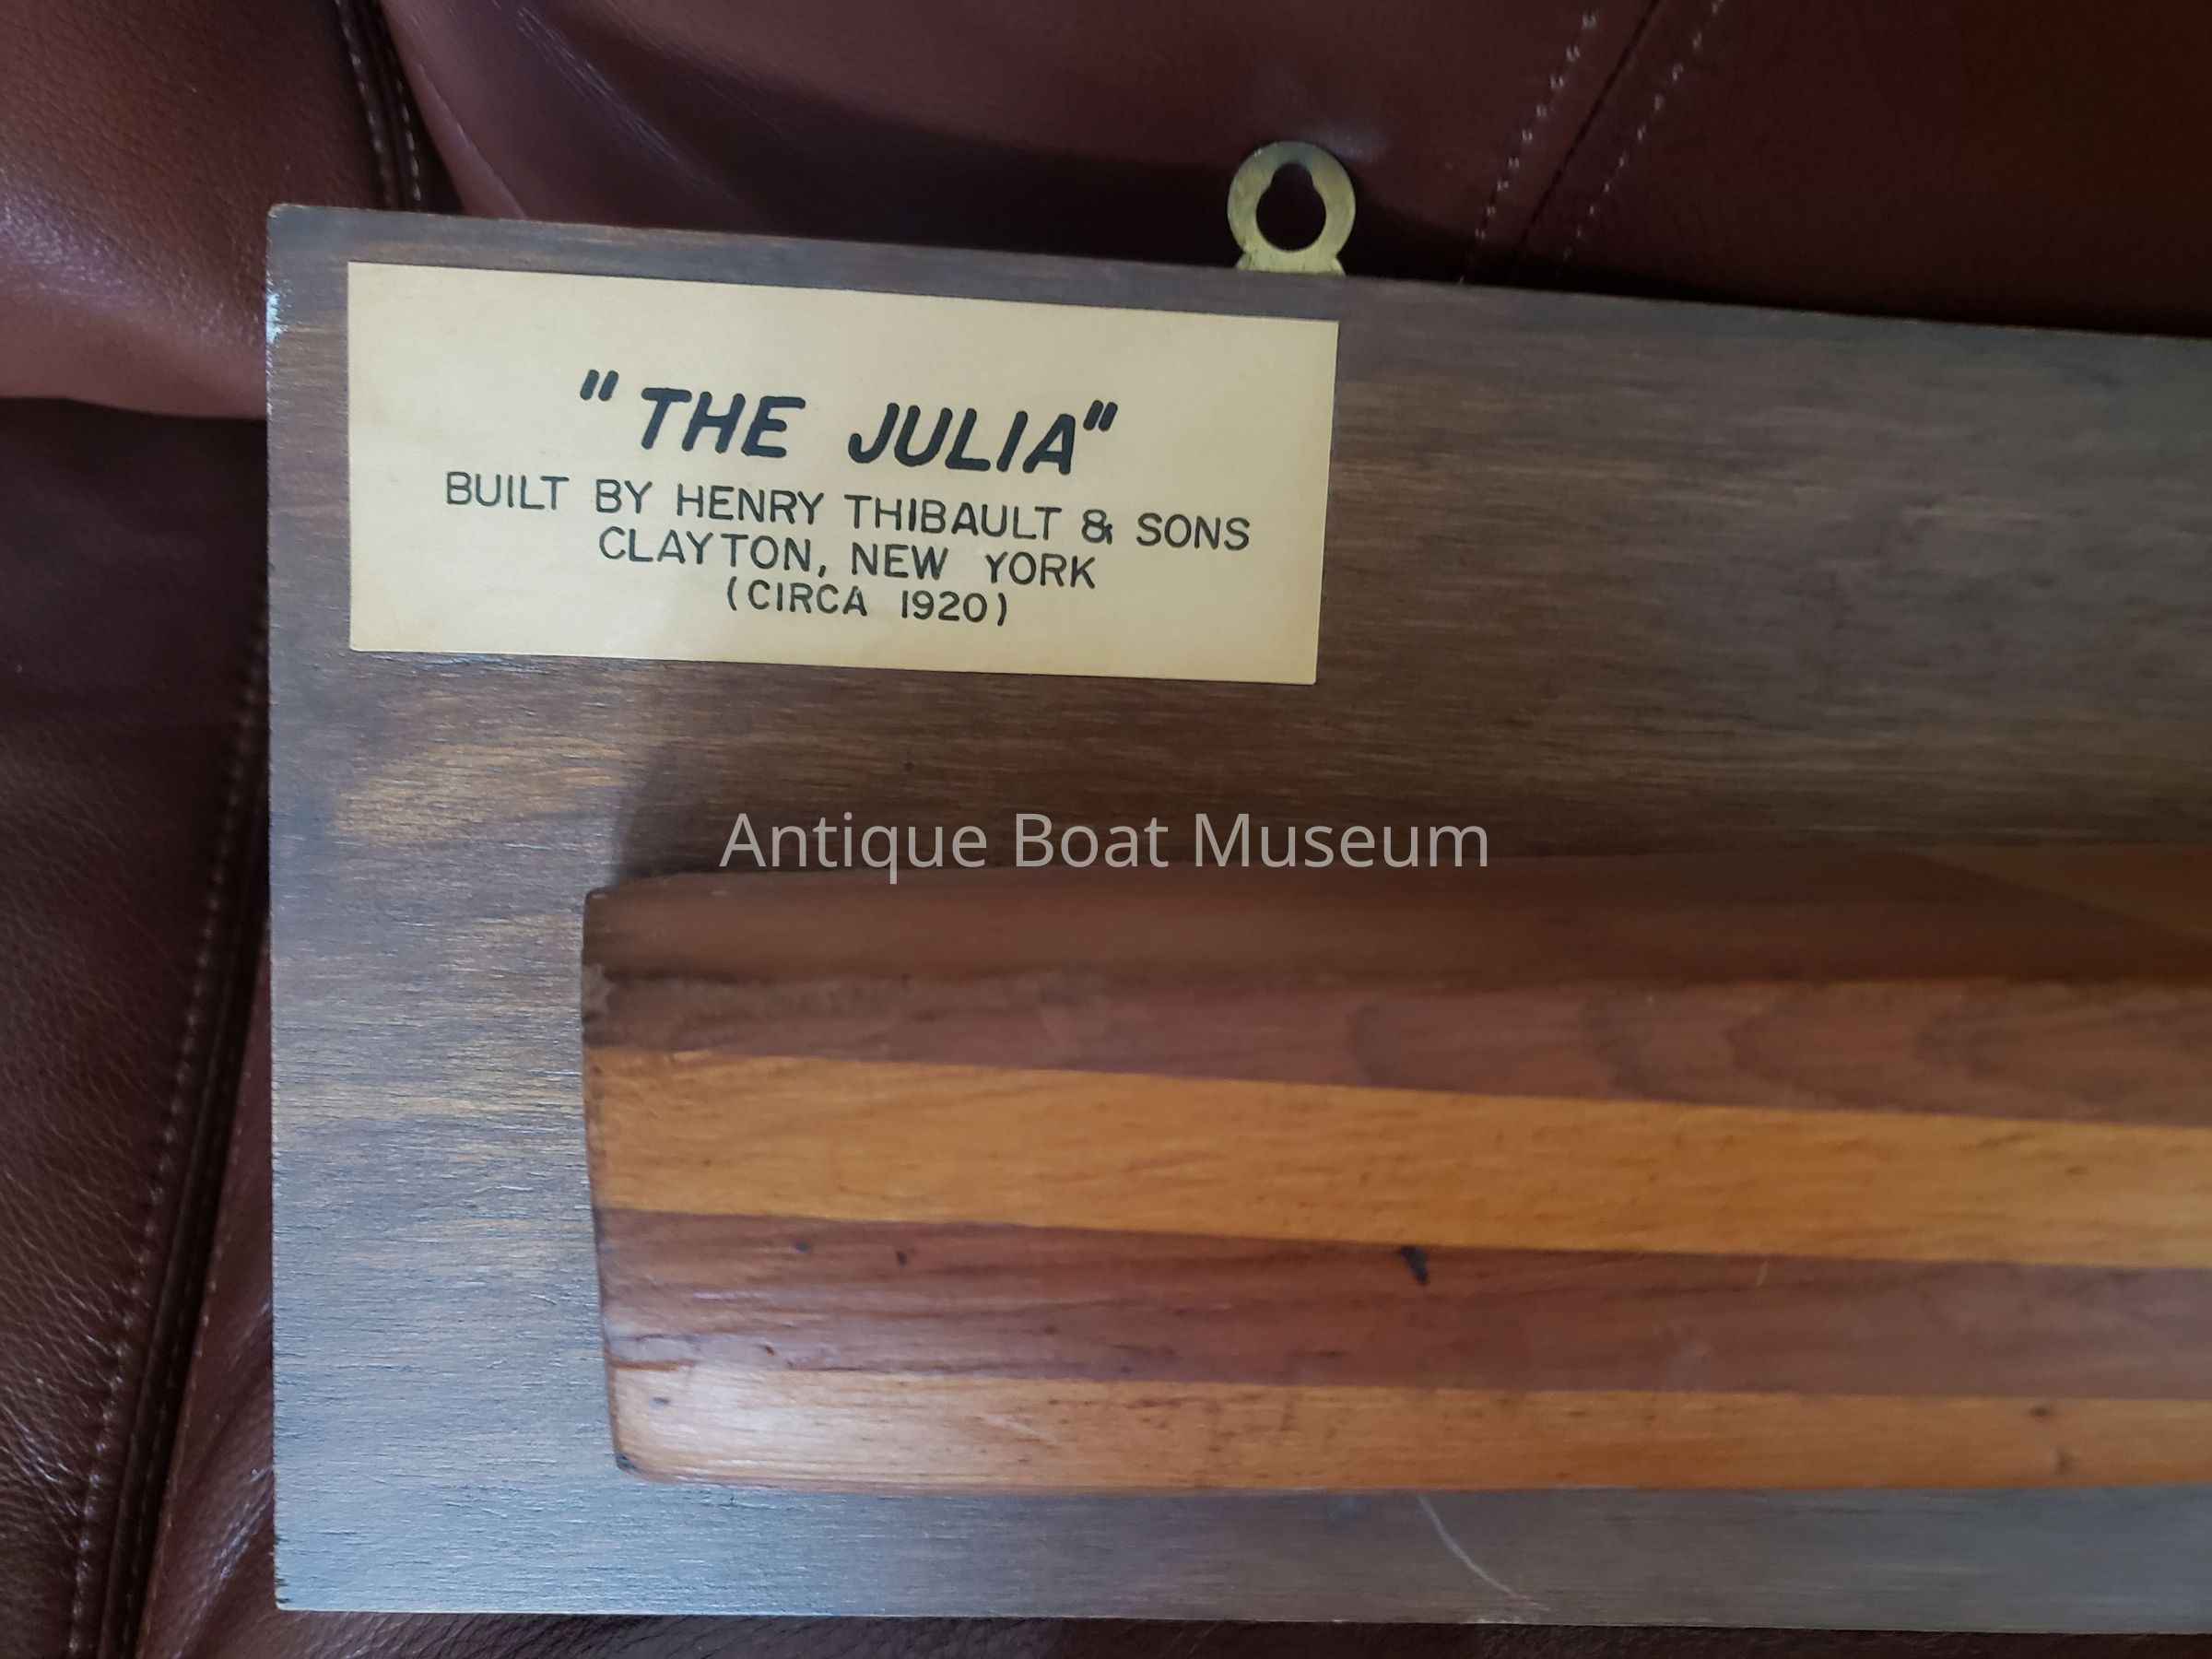 "THE JULIA"
BUILT BY HENRY THIBAULT & SONS
CLAYTON, NEW YORK
(CIRCA 1920)
Antique Boat Museum